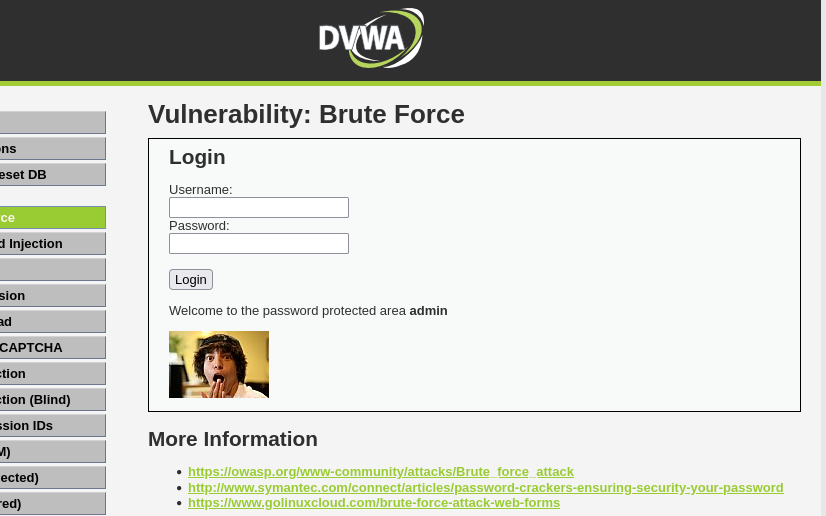 DVWA
ons
eset DB
rce
d Injection
sion
ad
CAPTCHA
ction
ction (Blind)
ssion IDs
M)
ected)
red)
Vulnerability: Brute Force
Login
Username:
Password:
Login
Welcome to the password protected area admin
More Information
https://owasp.org/www-community/attacks/Brute_force_attack
http://www.symantec.com/connect/articles/password-crackers-ensuring-security-your-password
https://www.golinuxcloud.com/brute-force-attack-web-forms